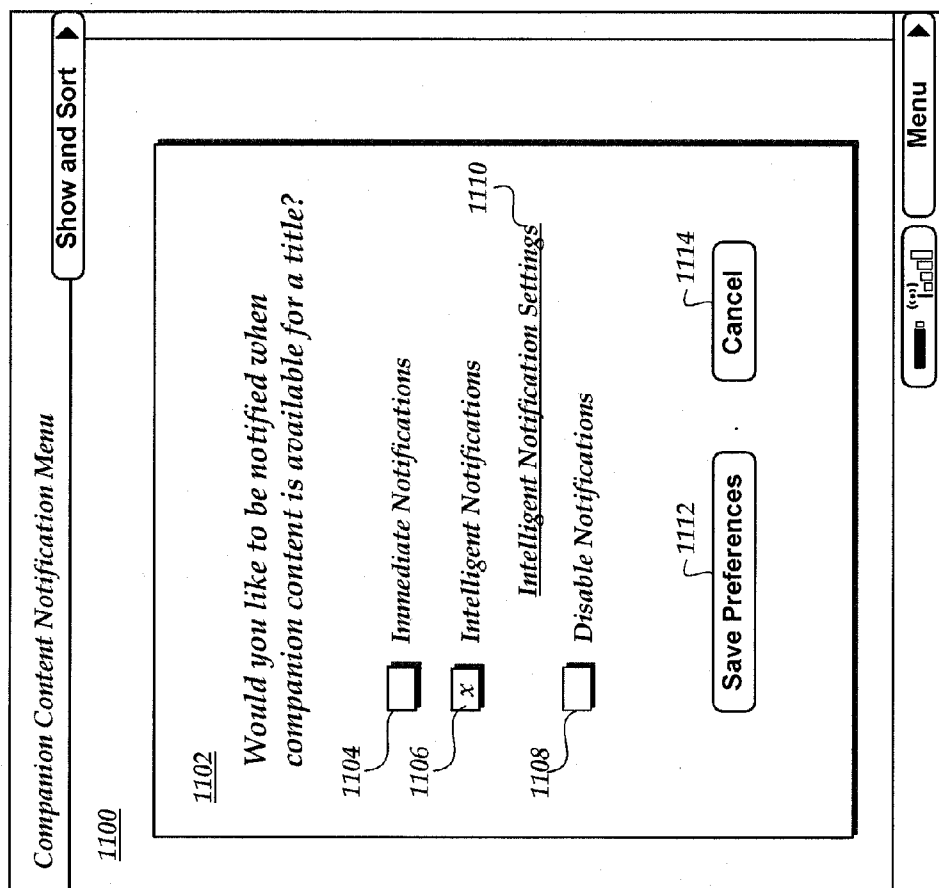 Companion Content Notification Menu
Show and Sort
1100
1102
Would you like to be notified when
companion content is available for a title?
1104
Immediate Notifications
1106
x
Intelligent Notifications
1110
Intelligent Notification Settings
1108
Disable Notifications
1112
1114
Save Preferences
Cancel
Menu